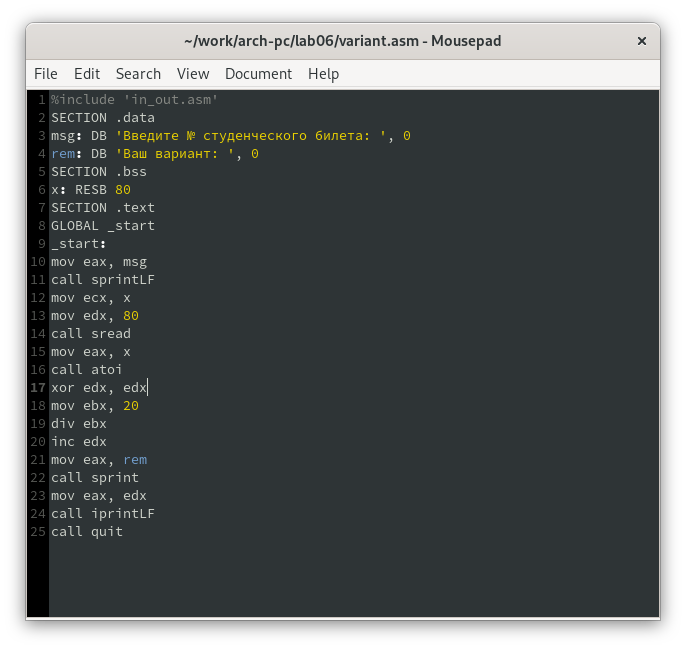 ~/work/arch-pc/lab06/variant.asm - Mousepad
File Edit Search View Document Help
1 %include 'in_out.asm'
2 SECTION .data
3 msg: DB 'Введите № студенческого билета: ', 0
4 rem: DB 'Ваш вариант: ', 0
5 SECTION .bss
6 x: RESB 80
7 SECTION .text
8 GLOBAL _start
9 _start:
10 mov eax, msg
11 call sprintLF
12 mov ecx, x
13 mov edx, 80
14 call sread
15 mov eax, x
16 call atoi
17 xor edx, edx
18 mov ebx, 20
19 div ebx
20 inc edx
21 mov eax, rem
22 call sprint
23 mov eax, edx
24 call iprintLF
25 call quit